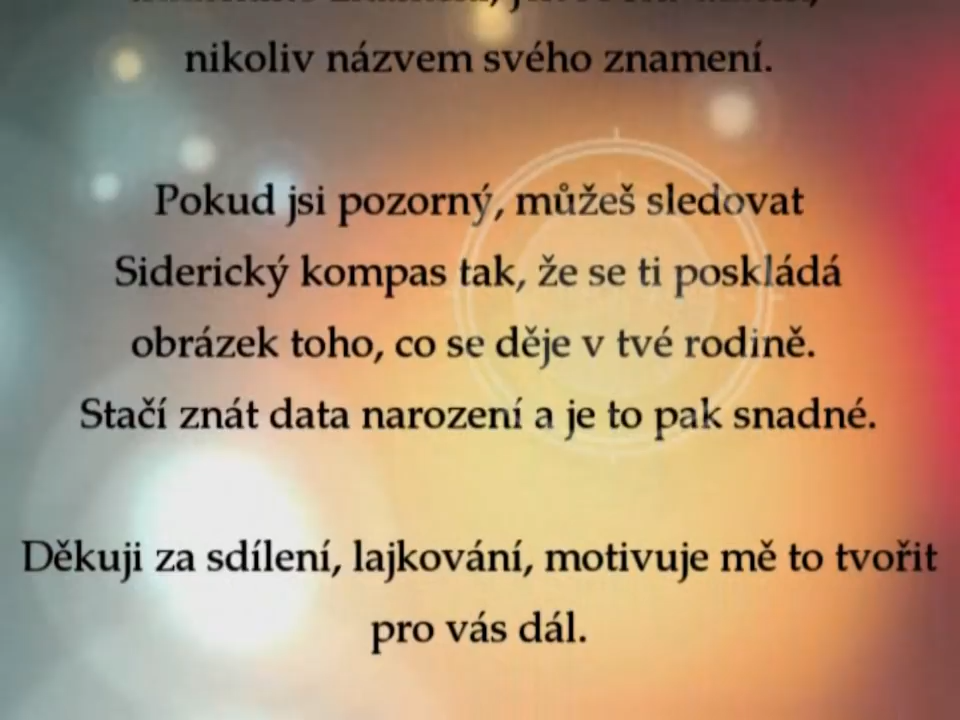 nikoliv názvem svého znamení.
Pokud jsi pozorný, můžeš sledovat
Siderický kompas tak, že se ti poskládá
obrázek toho, co se děje v tvé rodině.
Stačí znát data narození a je to pak snadné.
Děkuji za sdílení, lajkování, motivuje mě to tvořit
pro vás dál.